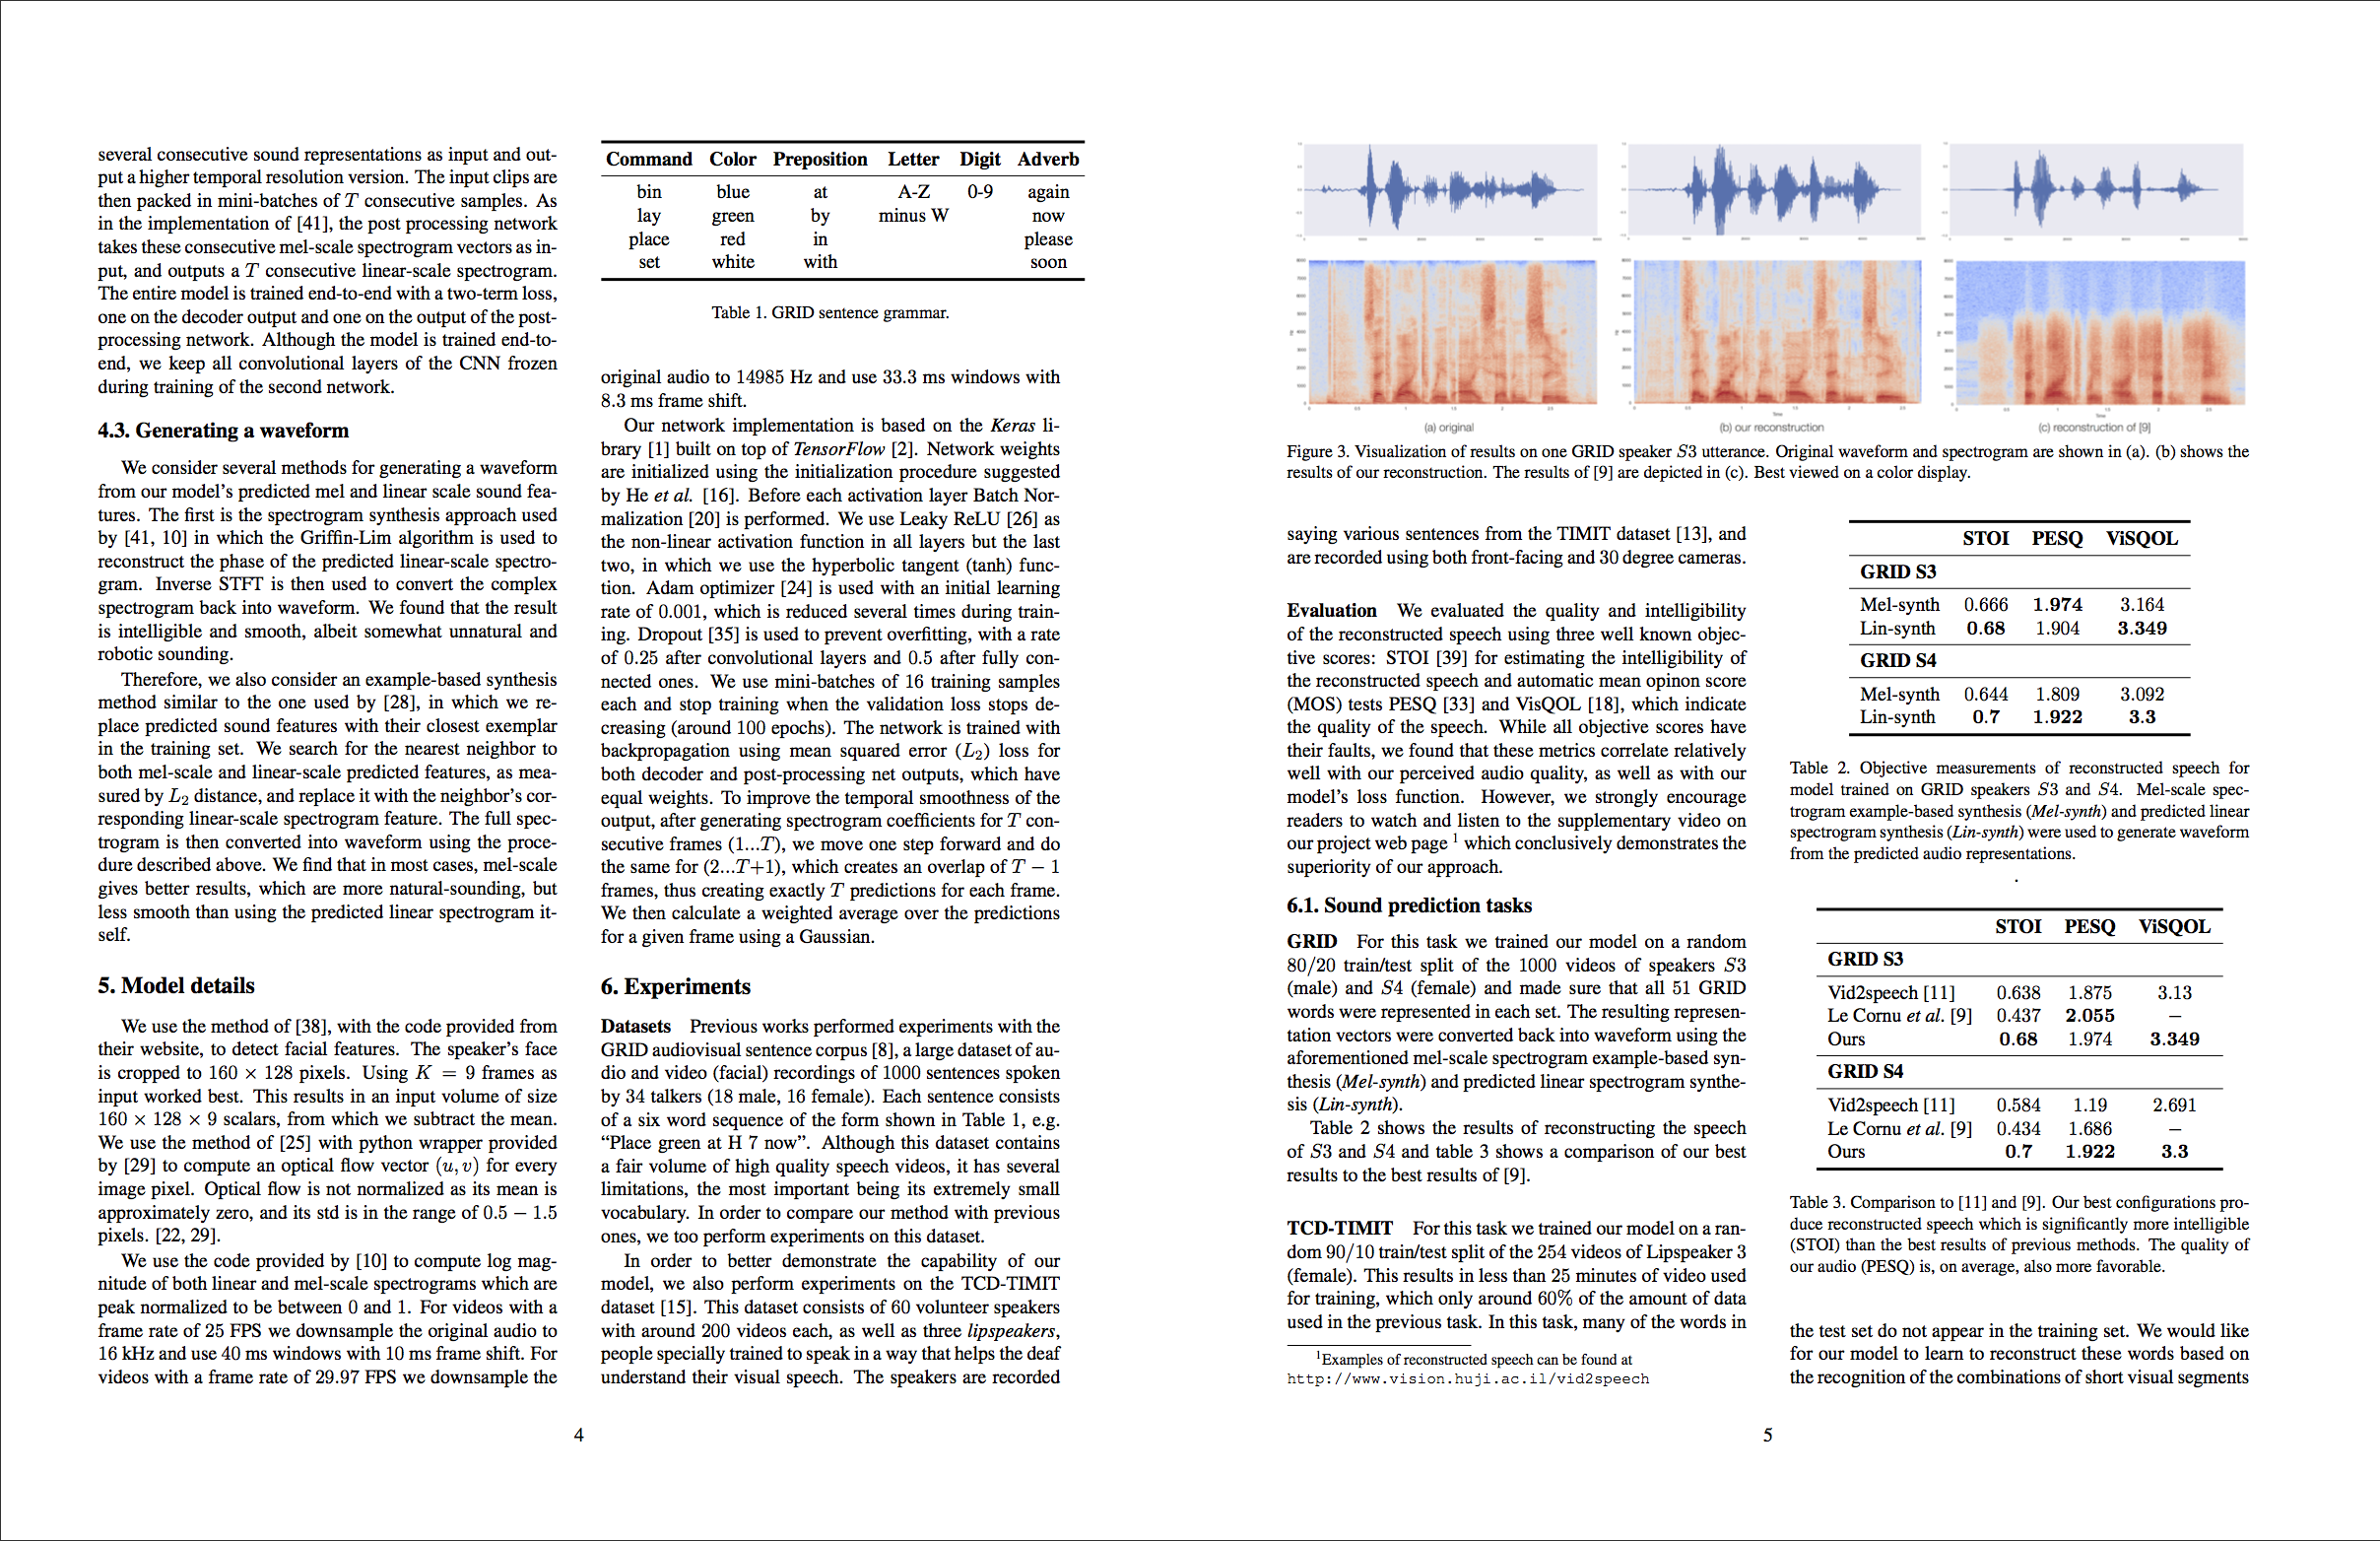 several consecutive sound representations as input and out-
put a higher temporal resolution version. The input clips are
then packed in mini-batches of T consecutive samples. As
in the implementation of [41], the post processing network
takes these consecutive mel-scale spectrogram vectors as in-
put, and outputs a T consecutive linear-scale spectrogram.
The entire model is trained end-to-end with a two-term loss,
one on the decoder output and one on the output of the post-
processing network. Although the model is trained end-to-
end, we keep all convolutional layers of the CNN frozen
during training of the second network.
4.3. Generating a waveform
We consider several methods for generating a waveform
from our model's predicted mel and linear scale sound fea-
tures. The first is the spectrogram synthesis approach used
by [41, 10] in which the Griffin-Lim algorithm is used to
reconstruct the phase of the predicted linear-scale spectro-
gram. Inverse STFT is then used to convert the complex
spectrogram back into waveform. We found that the result
is intelligible and smooth, albeit somewhat unnatural and
robotic sounding.
Therefore, we also consider an example-based synthesis
method similar to the one used by [28], in which we re-
place predicted sound features with their closest exemplar
in the training set. We search for the nearest neighbor to
both mel-scale and linear-scale predicted features, as mea-
sured by L2 distance, and replace it with the neighbor's cor-
responding linear-scale spectrogram feature. The full spec-
trogram is then converted into waveform using the proce-
dure described above. We find that in most cases, mel-scale
gives better results, which are more natural-sounding, but
less smooth than using the predicted linear spectrogram it-
self.
5. Model details
We use the method of [38], with the code provided from
their website, to detect facial features. The speaker's face
is cropped to 160 × 128 pixels. Using K = 9 frames as
input worked best. This results in an input volume of size
160 × 128 × 9 scalars, from which we subtract the mean.
We use the method of [25] with python wrapper provided
by [29] to compute an optical flow vector (u, v) for every
image pixel. Optical flow is not normalized as its mean is
approximately zero, and its std is in the range of 0.5 − 1.5
pixels. [22, 29].
We use the code provided by [10] to compute log mag-
nitude of both linear and mel-scale spectrograms which are
peak normalized to be between 0 and 1. For videos with a
frame rate of 25 FPS we downsample the original audio to
16 kHz and use 40 ms windows with 10 ms frame shift. For
videos with a frame rate of 29.97 FPS we downsample the
Command Color Preposition Letter Digit Adverb
bin blue at A-Z 0-9 again
lay green by minus W now
place red in please
set white with soon
Table 1. GRID sentence grammar.
original audio to 14985 Hz and use 33.3 ms windows with
8.3 ms frame shift.
Our network implementation is based on the Keras li-
brary [1] built on top of TensorFlow [2]. Network weights
are initialized using the initialization procedure suggested
by He et al. [16]. Before each activation layer Batch Nor-
malization [20] is performed. We use Leaky ReLU [26] as
the non-linear activation function in all layers but the last
two, in which we use the hyperbolic tangent (tanh) func-
tion. Adam optimizer [24] is used with an initial learning
rate of 0.001, which is reduced several times during train-
ing. Dropout [35] is used to prevent overfitting, with a rate
of 0.25 after convolutional layers and 0.5 after fully con-
nected ones. We use mini-batches of 16 training samples
each and stop training when the validation loss stops de-
creasing (around 100 epochs). The network is trained with
backpropagation using mean squared error (L2) loss for
both decoder and post-processing net outputs, which have
equal weights. To improve the temporal smoothness of the
output, after generating spectrogram coefficients for T con-
secutive frames (1...T), we move one step forward and do
the same for (2...T+1), which creates an overlap of T − 1
frames, thus creating exactly T predictions for each frame.
We then calculate a weighted average over the predictions
for a given frame using a Gaussian.
6. Experiments
Datasets Previous works performed experiments with the
GRID audiovisual sentence corpus [8], a large dataset of au-
dio and video (facial) recordings of 1000 sentences spoken
by 34 talkers (18 male, 16 female). Each sentence consists
of a six word sequence of the form shown in Table 1, e.g.
“Place green at H 7 now”. Although this dataset contains
a fair volume of high quality speech videos, it has several
limitations, the most important being its extremely small
vocabulary. In order to compare our method with previous
ones, we too perform experiments on this dataset.
In order to better demonstrate the capability of our
model, we also perform experiments on the TCD-TIMIT
dataset [15]. This dataset consists of 60 volunteer speakers
with around 200 videos each, as well as three lipspeakers,
people specially trained to speak in a way that helps the deaf
understand their visual speech. The speakers are recorded
4
(a) original (b) our reconstruction (c) reconstruction of [9]
Figure 3. Visualization of results on one GRID speaker S3 utterance. Original waveform and spectrogram are shown in (a). (b) shows the
results of our reconstruction. The results of [9] are depicted in (c). Best viewed on a color display.
saying various sentences from the TIMIT dataset [13], and
are recorded using both front-facing and 30 degree cameras.
Evaluation We evaluated the quality and intelligibility
of the reconstructed speech using three well known objec-
tive scores: STOI [39] for estimating the intelligibility of
the reconstructed speech and automatic mean opinon score
(MOS) tests PESQ [33] and VisQOL [18], which indicate
the quality of the speech. While all objective scores have
their faults, we found that these metrics correlate relatively
well with our perceived audio quality, as well as with our
model's loss function. However, we strongly encourage
readers to watch and listen to the supplementary video on
our project web page 1 which conclusively demonstrates the
superiority of our approach.
6.1. Sound prediction tasks
GRID For this task we trained our model on a random
80/20 train/test split of the 1000 videos of speakers S3
(male) and S4 (female) and made sure that all 51 GRID
words were represented in each set. The resulting represen-
tation vectors were converted back into waveform using the
aforementioned mel-scale spectrogram example-based syn-
thesis (Mel-synth) and predicted linear spectrogram synthe-
sis (Lin-synth).
Table 2 shows the results of reconstructing the speech
of S3 and S4 and table 3 shows a comparison of our best
results to the best results of [9].
TCD-TIMIT For this task we trained our model on a ran-
dom 90/10 train/test split of the 254 videos of Lipspeaker 3
(female). This results in less than 25 minutes of video used
for training, which only around 60% of the amount of data
used in the previous task. In this task, many of the words in
1Examples of reconstructed speech can be found at
http://www.vision.huji.ac.il/vid2speech
STOI PESQ ViSQOL
GRID S3
Mel-synth 0.666 1.974 3.164
Lin-synth 0.68 1.904 3.349
GRID S4
Mel-synth 0.644 1.809 3.092
Lin-synth 0.7 1.922 3.3
Table 2. Objective measurements of reconstructed speech for
model trained on GRID speakers S3 and S4. Mel-scale spec-
trogram example-based synthesis (Mel-synth) and predicted linear
spectrogram synthesis (Lin-synth) were used to generate waveform
from the predicted audio representations.
.
STOI PESQ ViSQOL
GRID S3
Vid2speech [11] 0.638 1.875 3.13
Le Cornu et al. [9] 0.437 2.055 −
Ours 0.68 1.974 3.349
GRID S4
Vid2speech [11] 0.584 1.19 2.691
Le Cornu et al. [9] 0.434 1.686 −
Ours 0.7 1.922 3.3
Table 3. Comparison to [11] and [9]. Our best configurations pro-
duce reconstructed speech which is significantly more intelligible
(STOI) than the best results of previous methods. The quality of
our audio (PESQ) is, on average, also more favorable.
the test set do not appear in the training set. We would like
for our model to learn to reconstruct these words based on
the recognition of the combinations of short visual segments
5